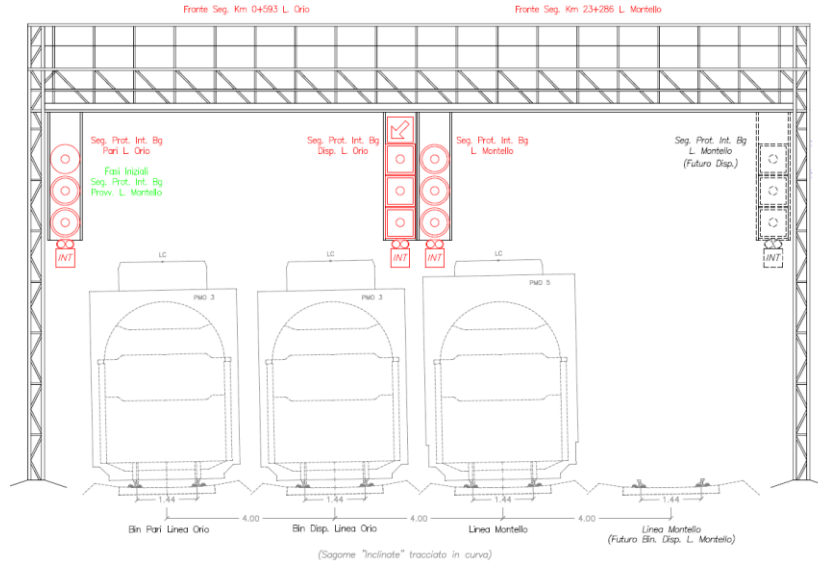 Fronte Seg. Km 0+593 L. Orio
Fronte Seg. Km 23+286 L. Montello
Seg. Prot. Int. Bg
Pari L. Orio
Fasi Iniziali
Seg. Prot. Int. Bg
Provv. L. Montello
Seg. Prot. Int. Bg
Disp. L. Orio
Seg. Prot. Int. Bg
L. Montello
Seg. Prot. Int. Bg
L. Montello
(Futuro Disp.)
INT
INT
INT
INT
LC
LC
LC
PMO 3
PMO 3
PMO 5
1.44
1.44
1.44
1.44
4.00
4.00
4.00
Bin Pari Linea Orio
Bin Disp. Linea Orio
Linea Montello
Linea Montello
(Futuro Bin. Disp. L. Montello)
(Sagome "Inclinate" tracciato in curva)